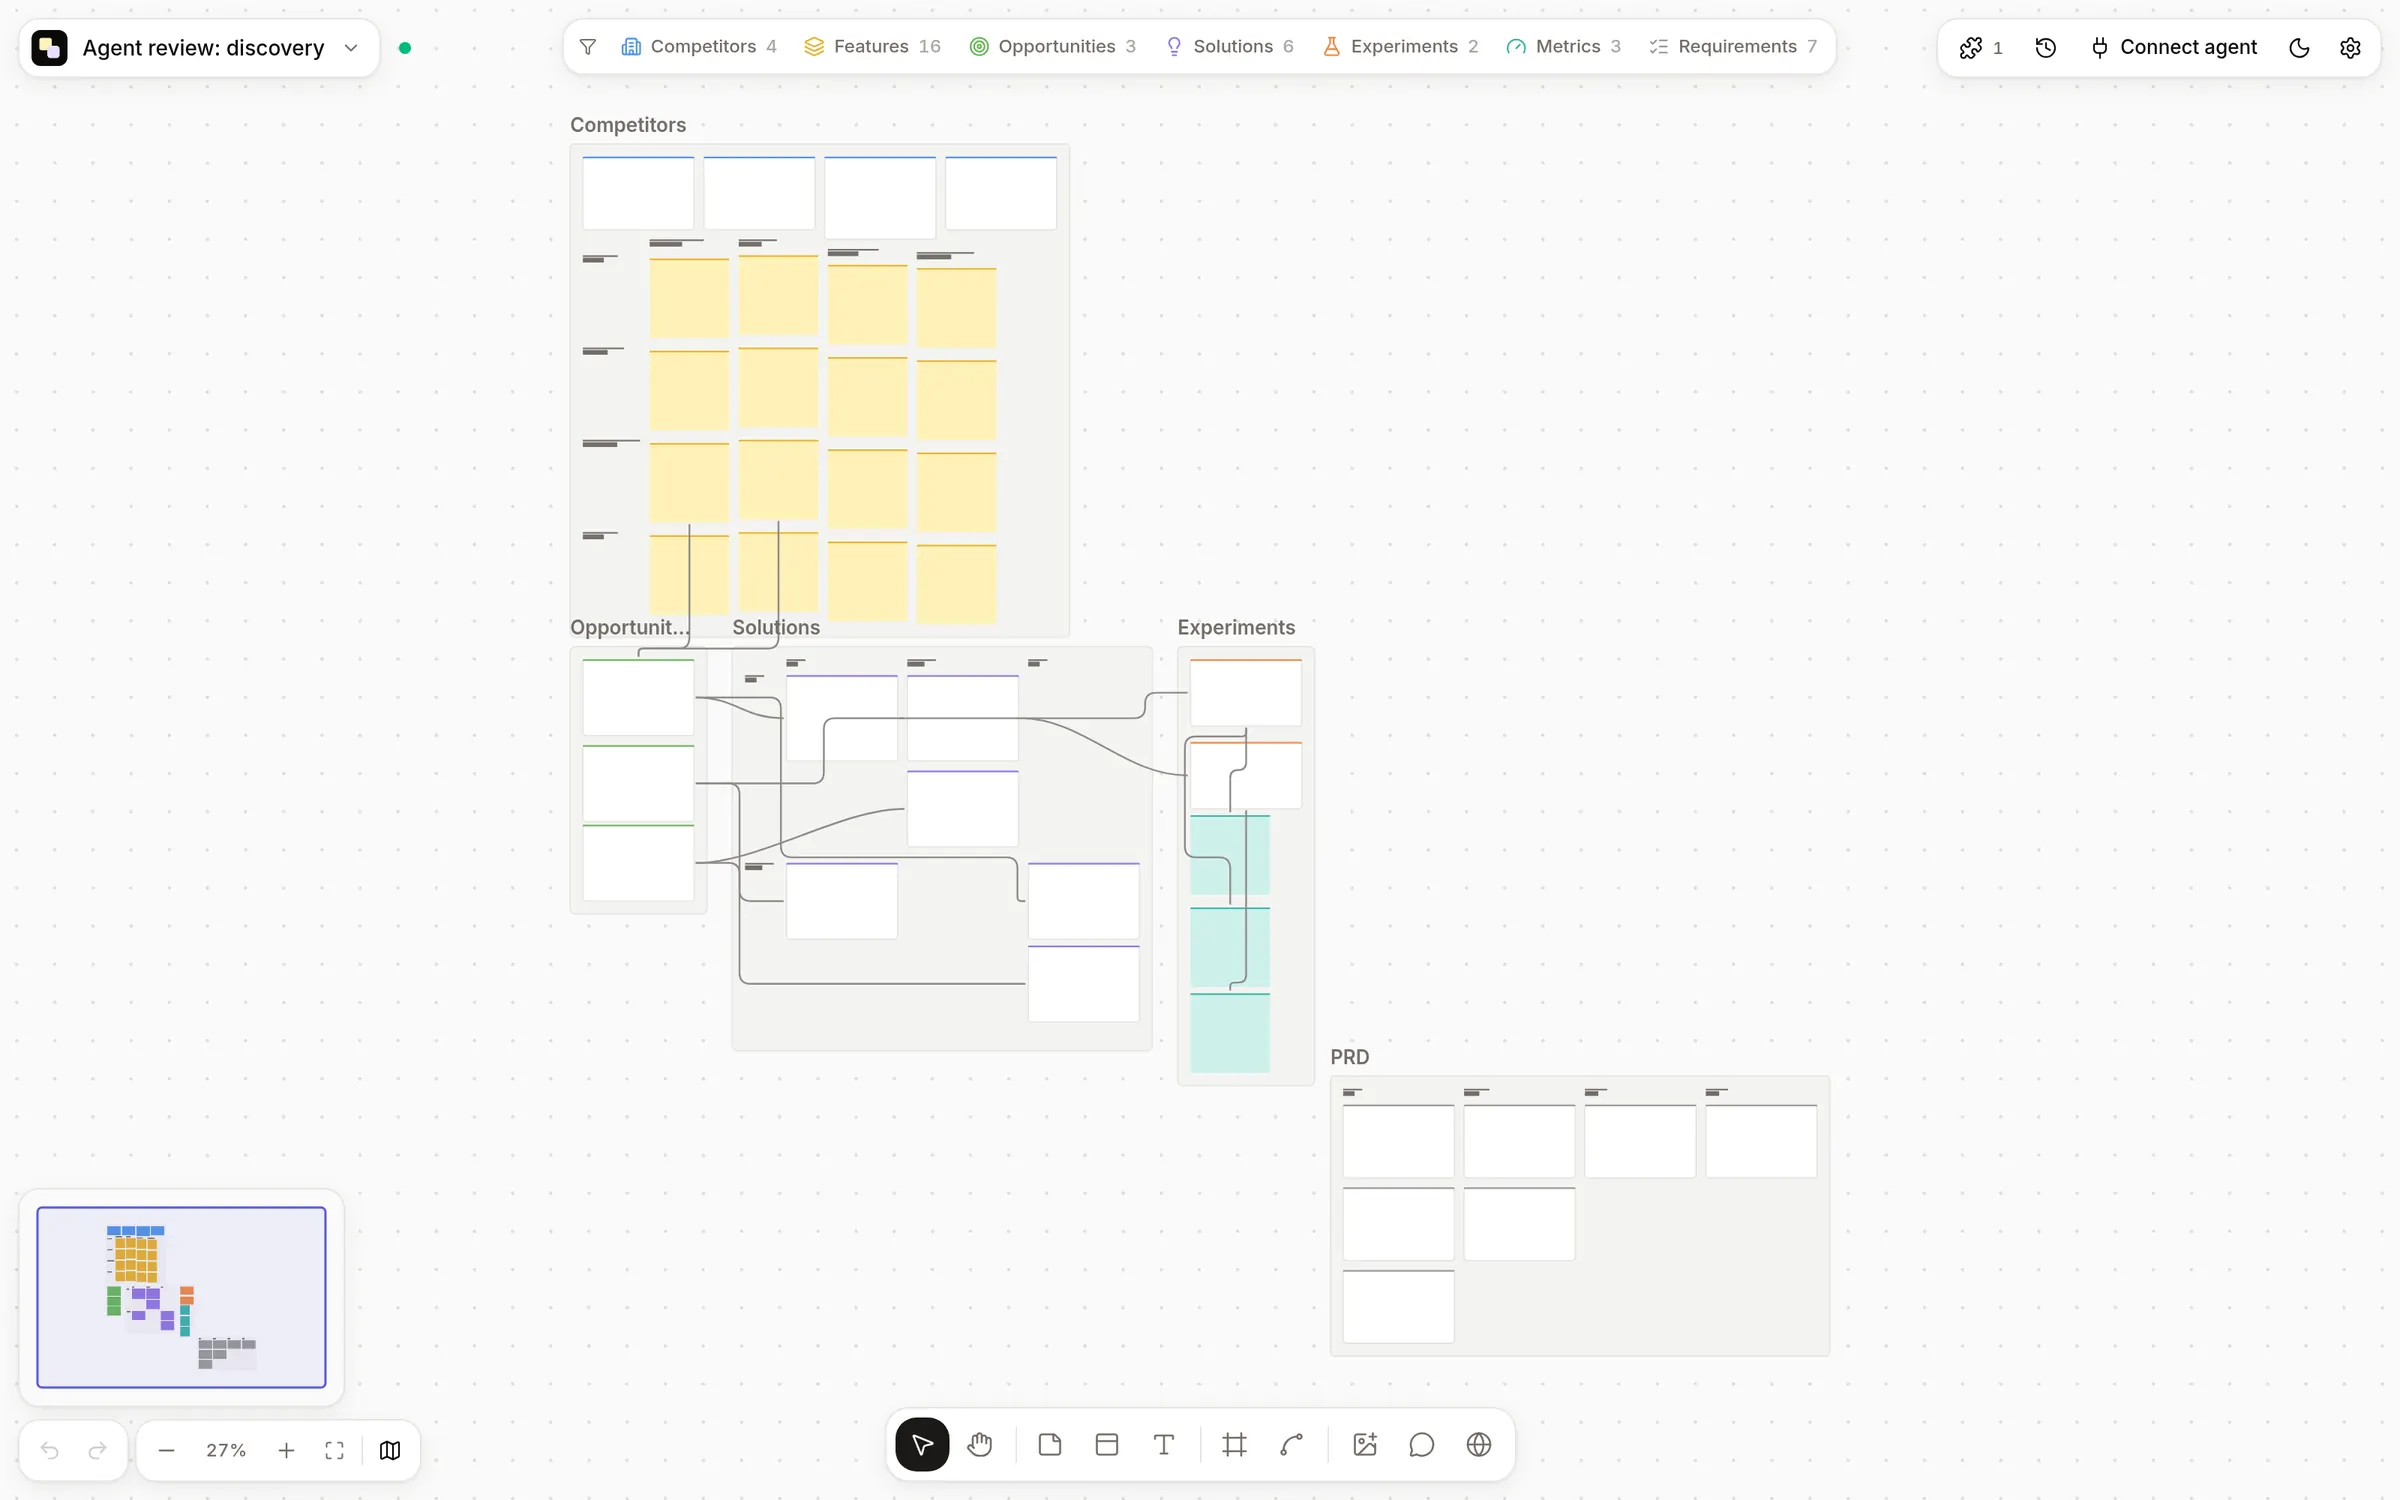 Agent review: discovery
Competitors 4
Features 16
Opportunities 3
Solutions 6
Experiments 2
Metrics 3
Requirements 7
1
Connect agent
Competitors
Opportunit...
Solutions
Experiments
PRD
27%